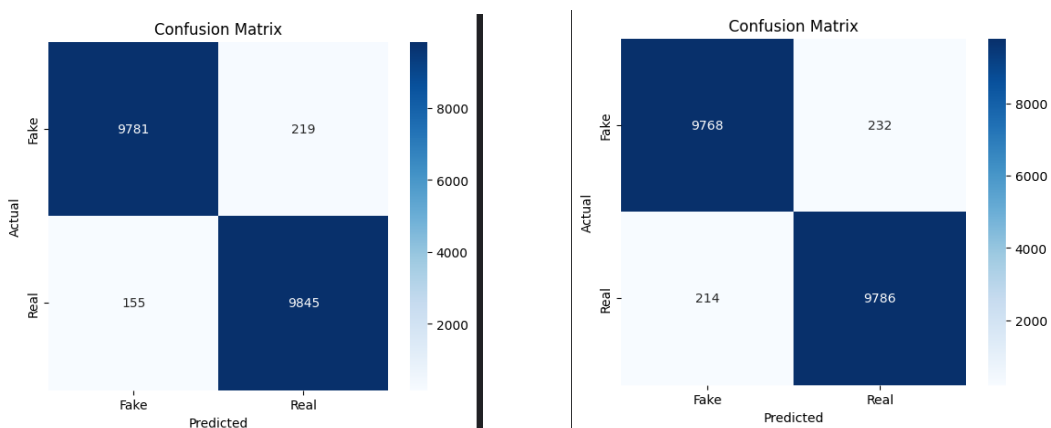 Confusion Matrix
Fake
Real
Actual
9781
219
155
9845
Fake
Real
Predicted
8000
6000
4000
2000
Confusion Matrix
Fake
Real
Actual
9768
232
214
9786
Fake
Real
Predicted
8000
6000
4000
2000